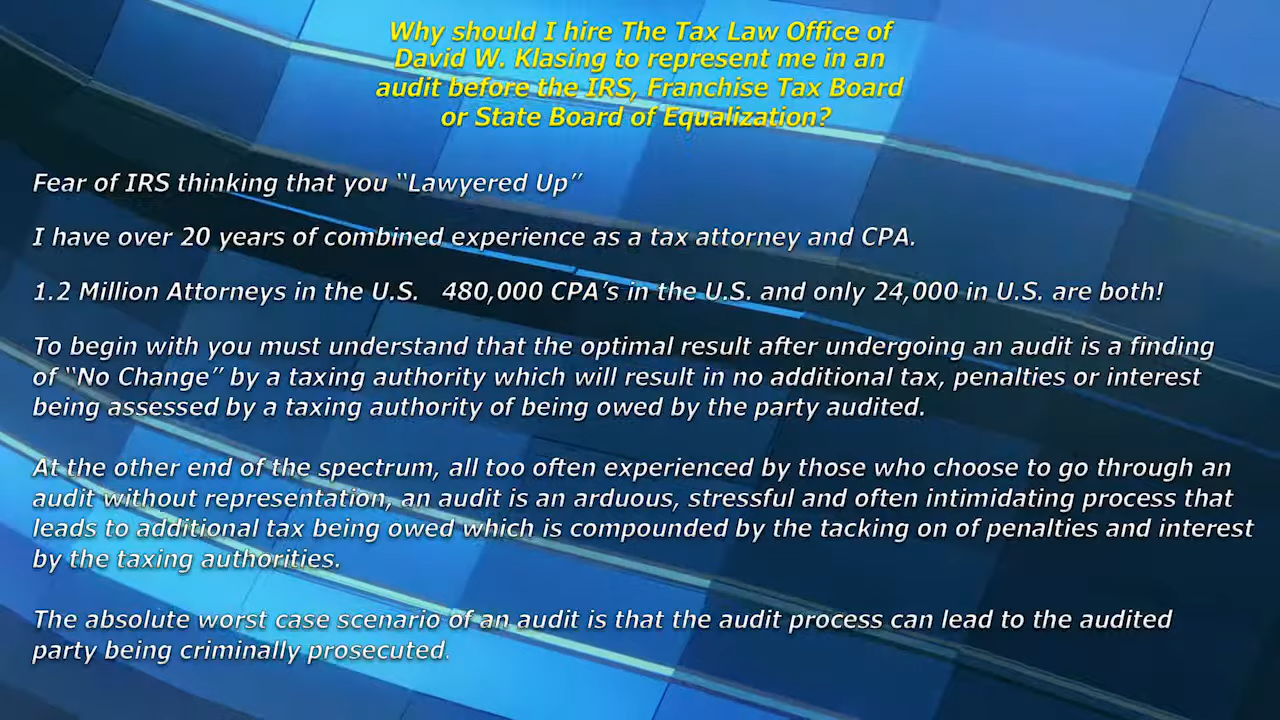 Why should I hire The Tax Law Office of
David W. Klasing to represent me in an
audit before the IRS, Franchise Tax Board
or State Board of Equalization?
Fear of IRS thinking that you “Lawyered Up”
I have over 20 years of combined experience as a tax attorney and CPA.
1.2 Million Attorneys in the U.S.   480,000 CPA’s in the U.S. and only 24,000 in U.S. are both!
To begin with you must understand that the optimal result after undergoing an audit is a finding
of “No Change” by a taxing authority which will result in no additional tax, penalties or interest
being assessed by a taxing authority of being owed by the party audited.
At the other end of the spectrum, all too often experienced by those who choose to go through an
audit without representation, an audit is an arduous, stressful and often intimidating process that
leads to additional tax being owed which is compounded by the tacking on of penalties and interest
by the taxing authorities.
The absolute worst case scenario of an audit is that the audit process can lead to the audited
party being criminally prosecuted.